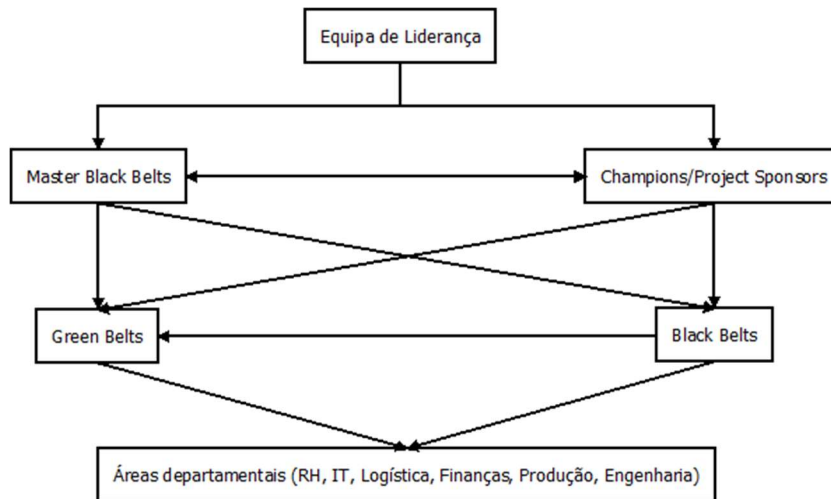 Equipa de Liderança
Master Black Belts
Champions/Project Sponsors
Green Belts
Black Belts
Áreas departamentais (RH, IT, Logística, Finanças, Produção, Engenharia)